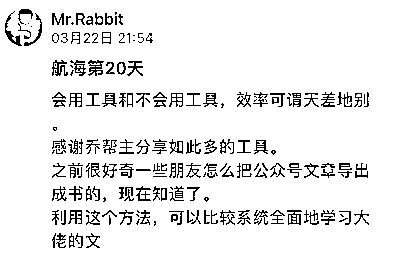 Mr.Rabbit
03月22日 21:54
航海第20天
会用工具和不会用工具，效率可谓天差地别
。
感谢乔帮主分享如此多的工具。
之前很好奇一些朋友怎么把公众号文章导出
成书的，现在知道了。
利用这个方法，可以比较系统全面地学习大
佬的文